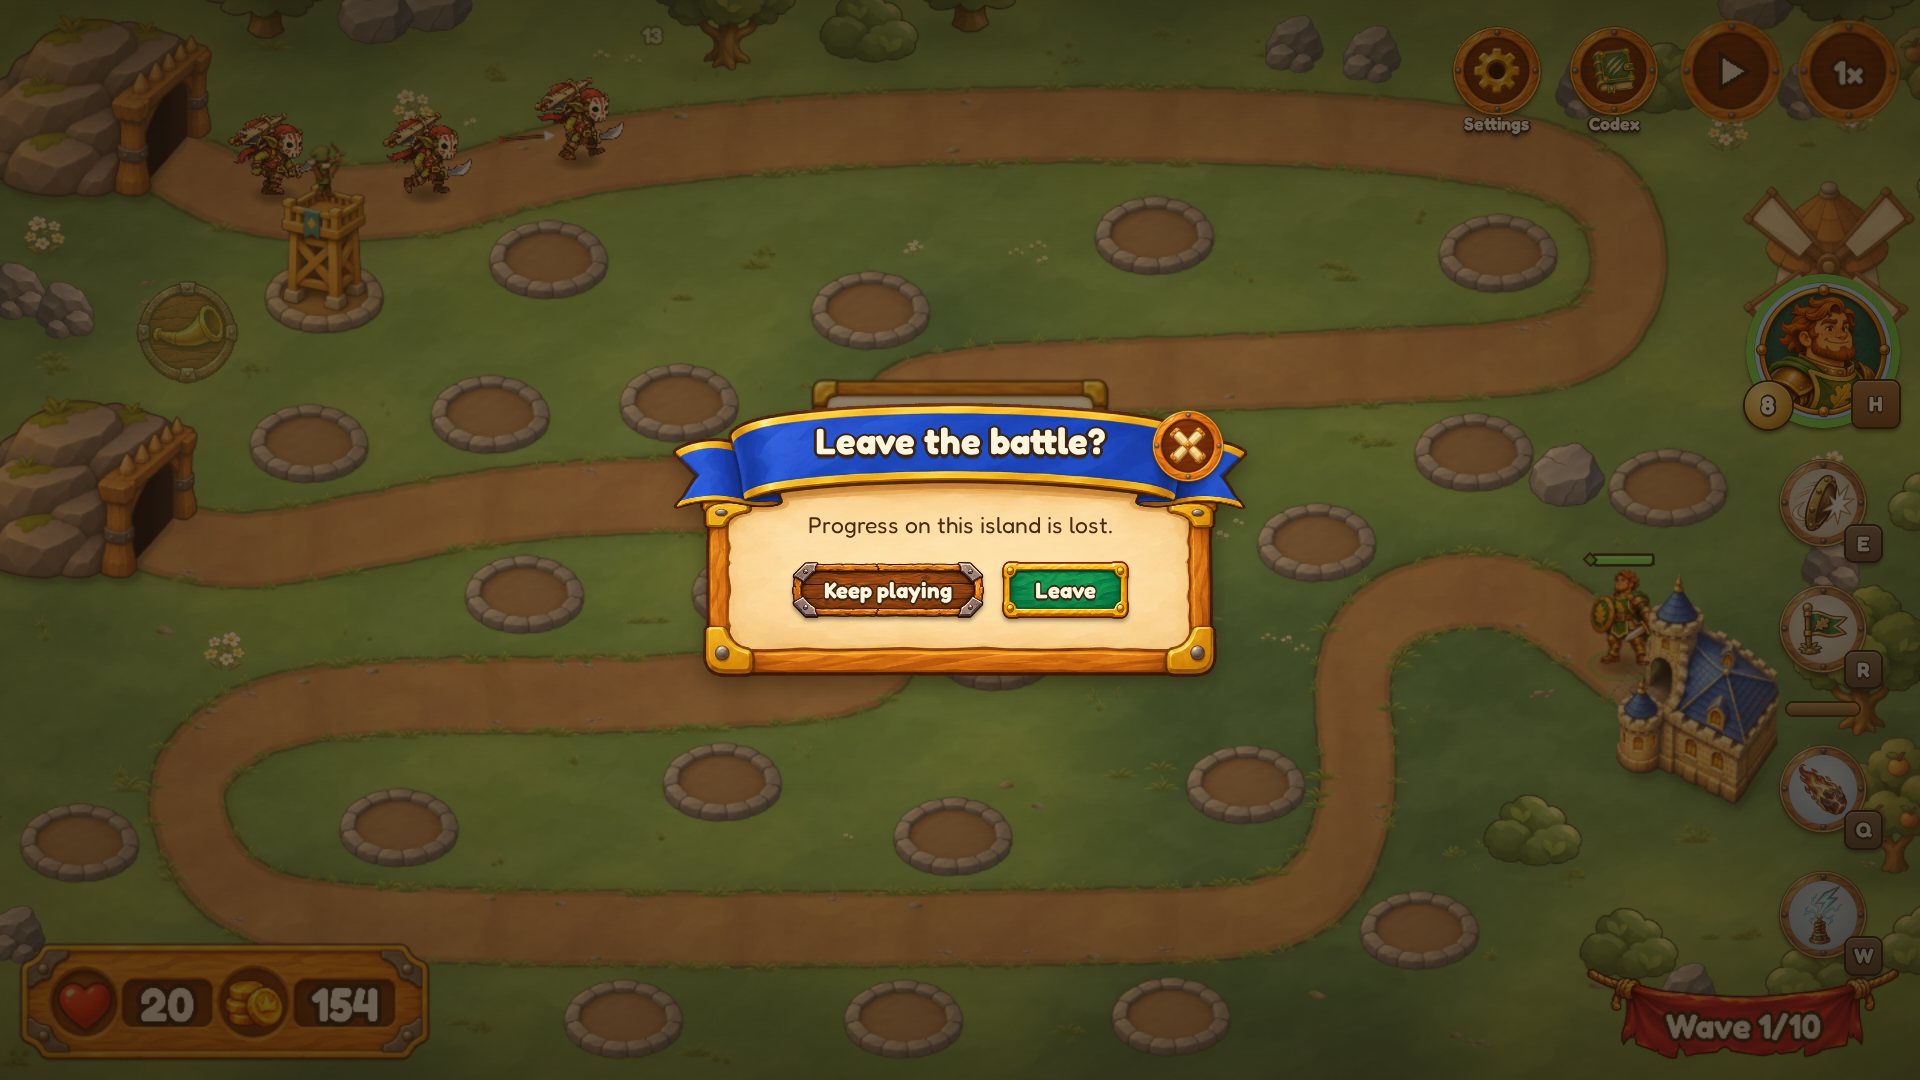 13
Settings
Codex
1x
8
H
Leave the battle?
Progress on this island is lost.
Keep playing
Leave
E
R
Q
W
20
154
Wave 1/10